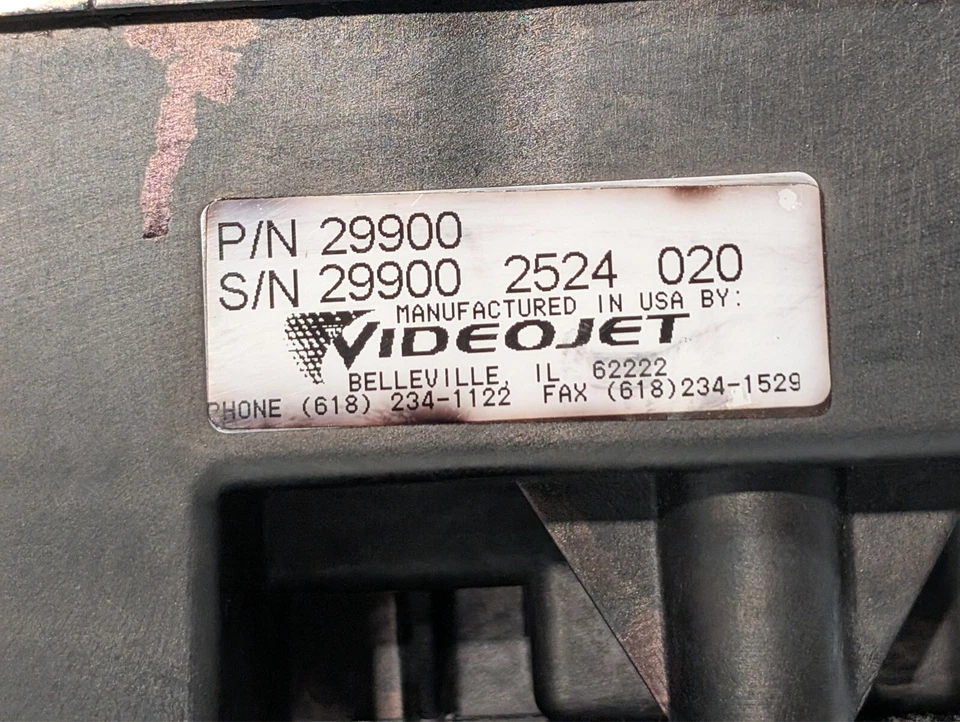 P/N 29900
S/N 29900 2524 020
MANUFACTURED IN USA BY:
VIDEOJET
BELLEVILLE, IL 62222
PHONE (618) 234-1122 FAX (618)234-1529